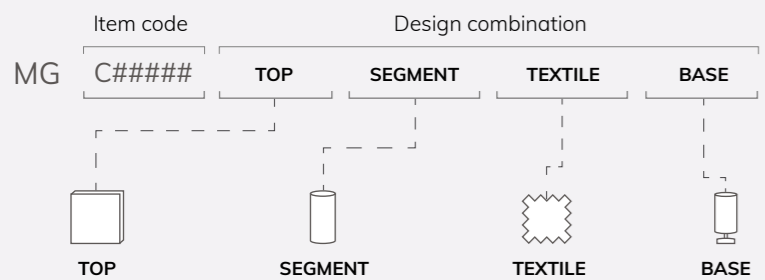 Item code Design combination
MG C##### TOP SEGMENT TEXTILE BASE
TOP SEGMENT TEXTILE BASE